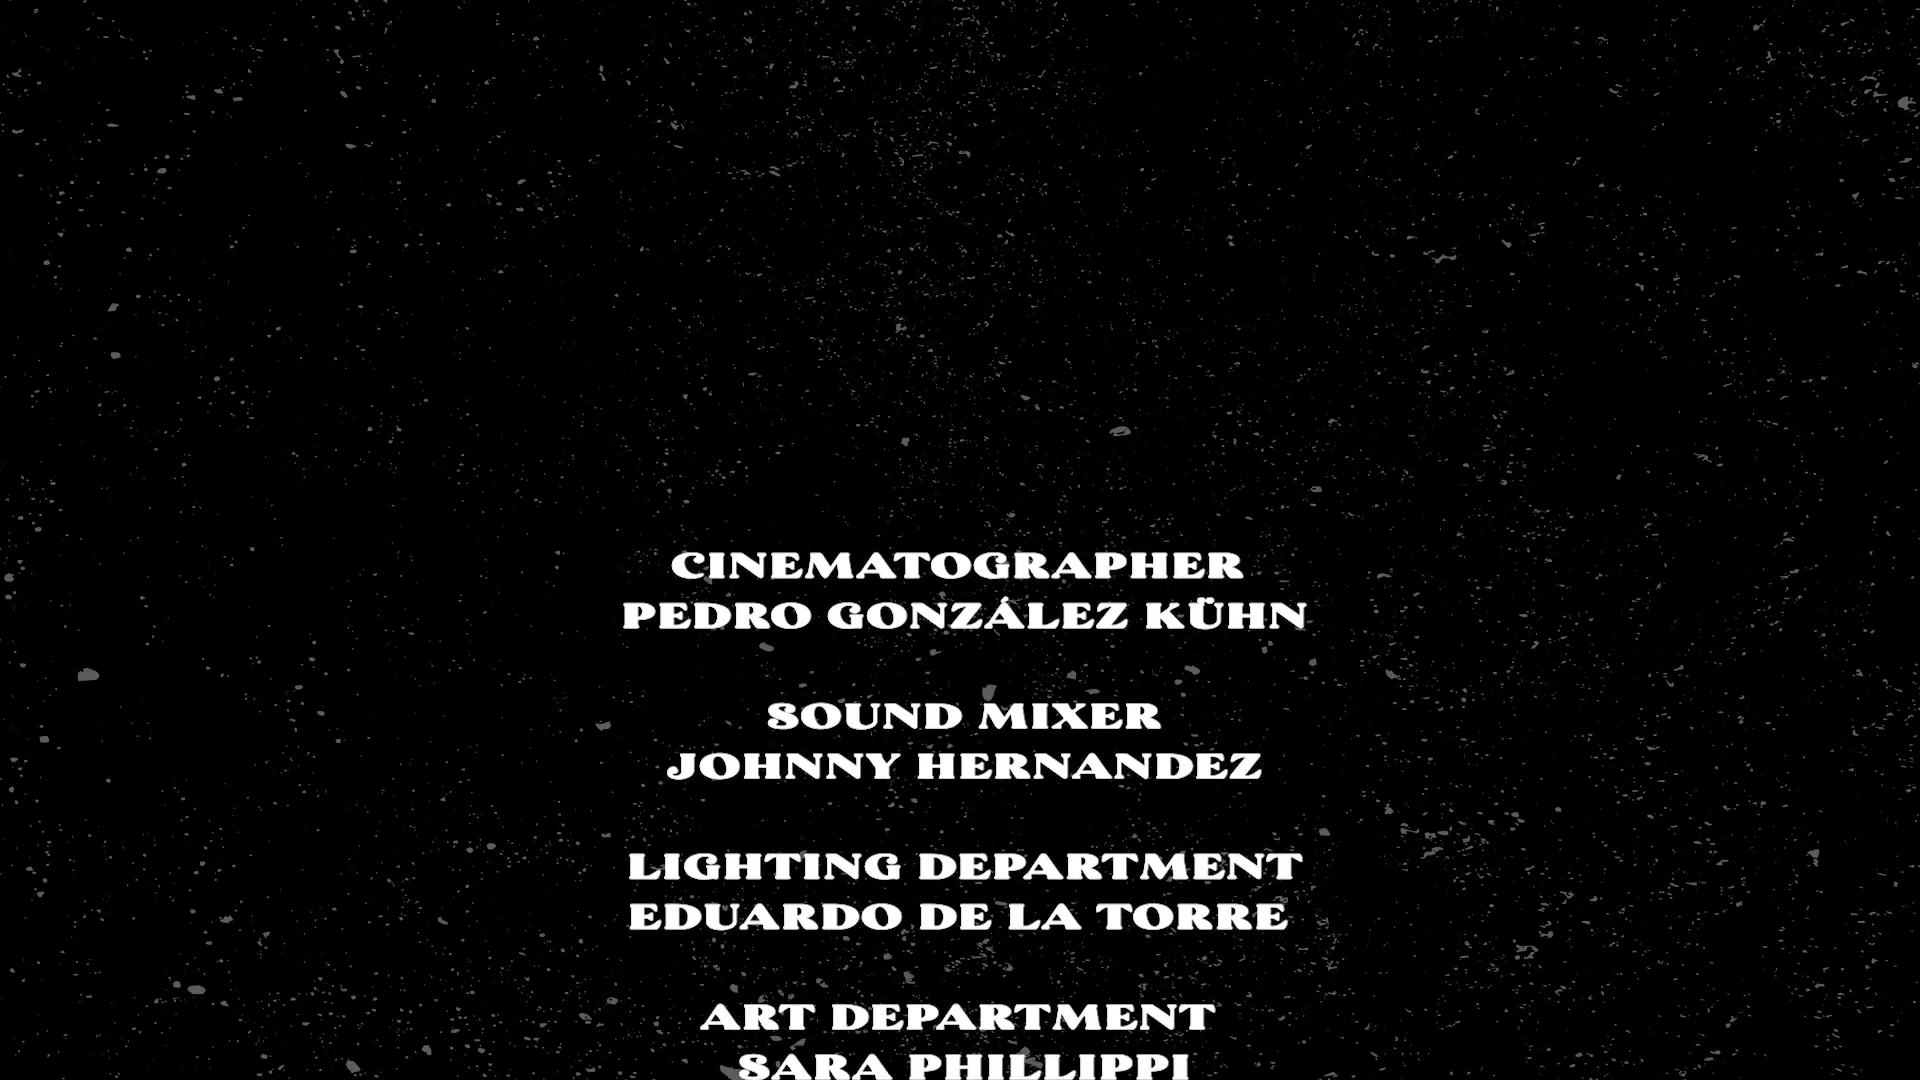 CINEMATOGRAPHER
PEDRO GONZÁLEZ KÜHN
SOUND MIXER
JOHNNY HERNANDEZ
LIGHTING DEPARTMENT
EDUARDO DE LA TORRE
ART DEPARTMENT
SARA PHILLIPPI